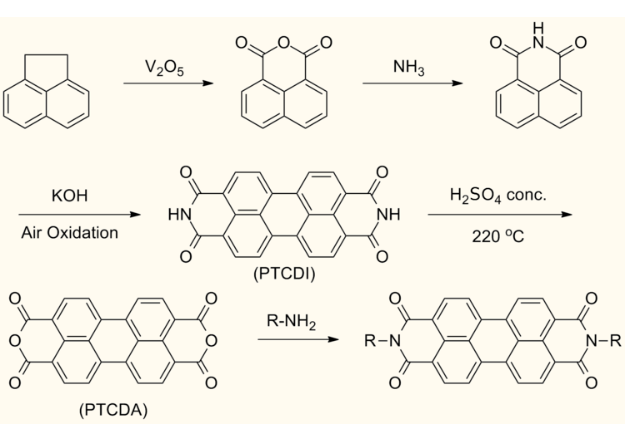 O O O
V₂O₅
NH₃
H
O N O
KOH
Air Oxidation
O O
HN NH
O O
(PTCDI)
H₂SO₄ conc.
220 °C
O O
O O
O O
(PTCDA)
R-NH₂
O O
R-N N-R
O O